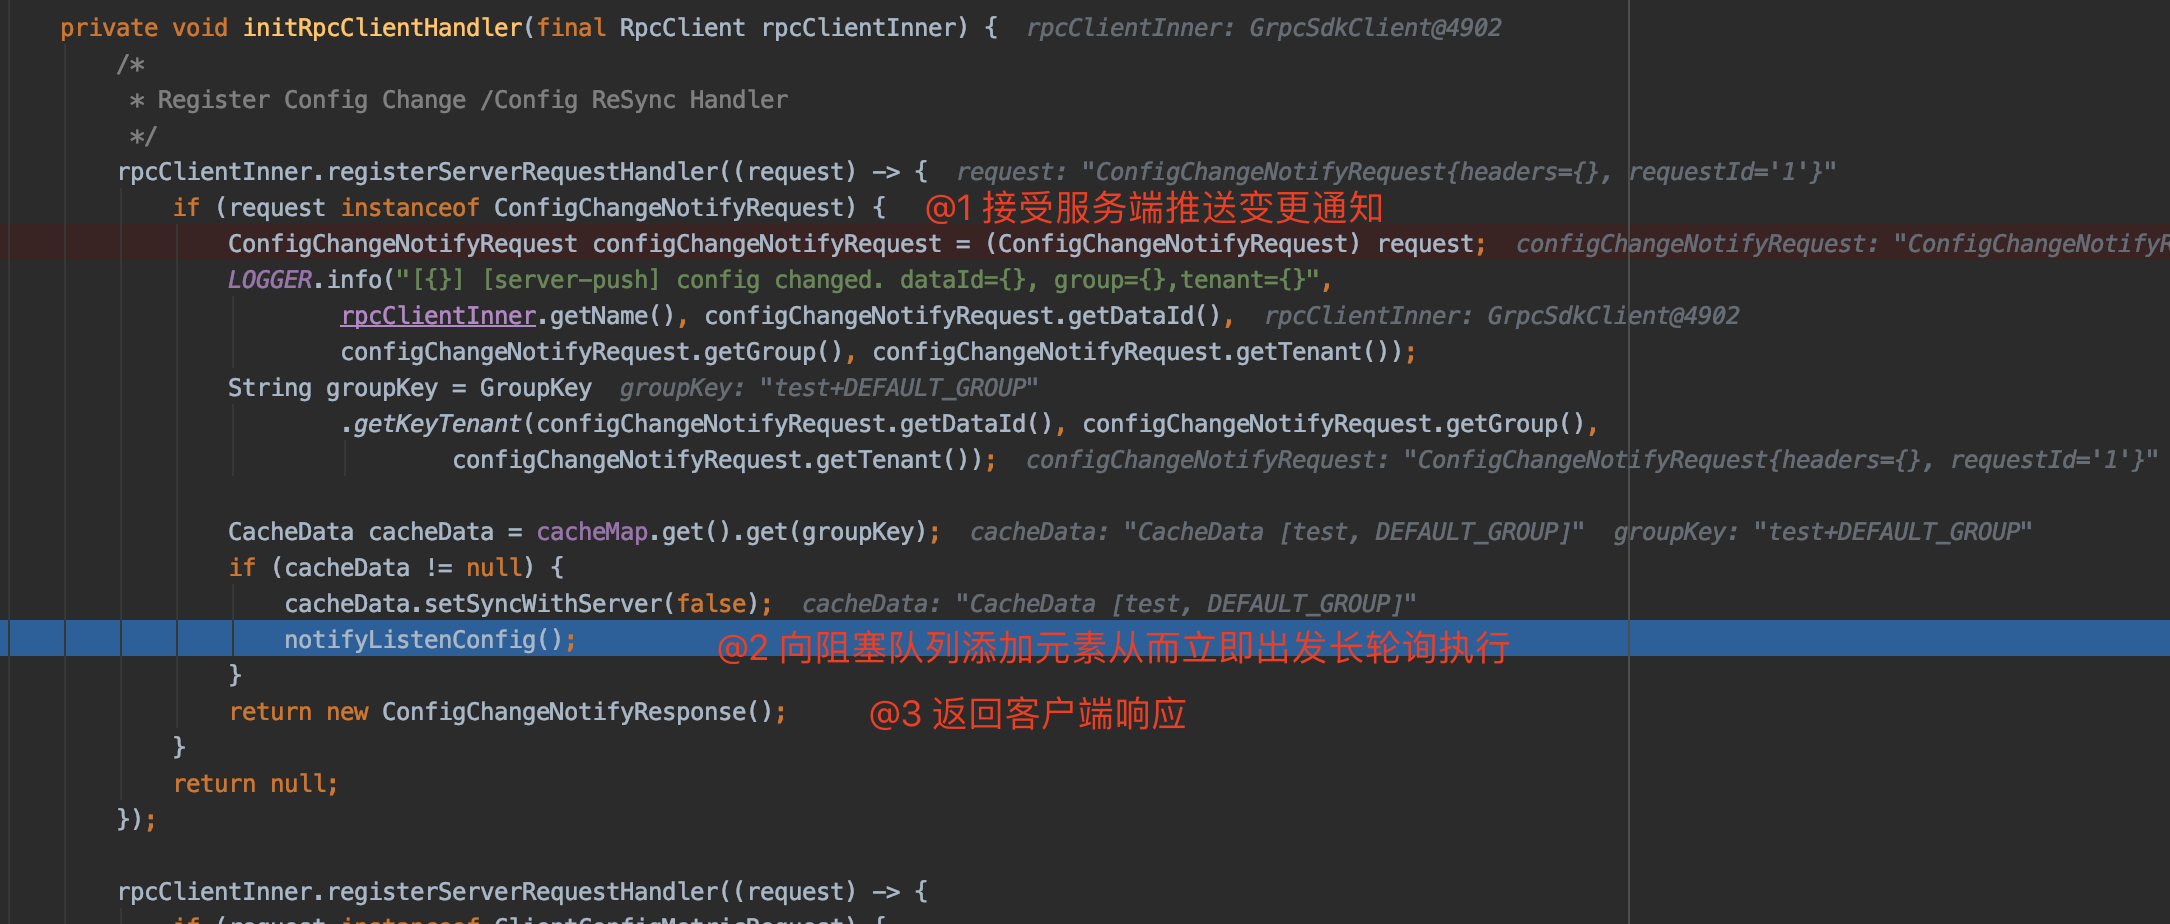 private void initRpcClientHandler(final RpcClient rpcClientInner) {  rpcClientInner: GrpcSdkClient@4902
/*
* Register Config Change /Config ReSync Handler
*/
rpcClientInner.registerServerRequestHandler((request) -> {  request: "ConfigChangeNotifyRequest{headers={}, requestId='1'}"
if (request instanceof ConfigChangeNotifyRequest) {  @1 接受服务端推送变更通知
ConfigChangeNotifyRequest configChangeNotifyRequest = (ConfigChangeNotifyRequest) request;  configChangeNotifyRequest: "ConfigChangeNotifyR
LOGGER.info("[{}] [server-push] config changed. dataId={}, group={},tenant={}",
rpcClientInner.getName(), configChangeNotifyRequest.getDataId(),  rpcClientInner: GrpcSdkClient@4902
configChangeNotifyRequest.getGroup(), configChangeNotifyRequest.getTenant());
String groupKey = GroupKey  groupKey: "test+DEFAULT_GROUP"
.getKeyTenant(configChangeNotifyRequest.getDataId(), configChangeNotifyRequest.getGroup(),
configChangeNotifyRequest.getTenant());  configChangeNotifyRequest: "ConfigChangeNotifyRequest{headers={}, requestId='1'}"
CacheData cacheData = cacheMap.get().get(groupKey);  cacheData: "CacheData [test, DEFAULT_GROUP]"  groupKey: "test+DEFAULT_GROUP"
if (cacheData != null) {
cacheData.setSyncWithServer(false);  cacheData: "CacheData [test, DEFAULT_GROUP]"
notifyListenConfig();  @2 向阻塞队列添加元素从而立即出发长轮询执行
}
return new ConfigChangeNotifyResponse();  @3 返回客户端响应
}
return null;
});
rpcClientInner.registerServerRequestHandler((request) -> {
if (request instanceof ClientConfigMetricRequest) {